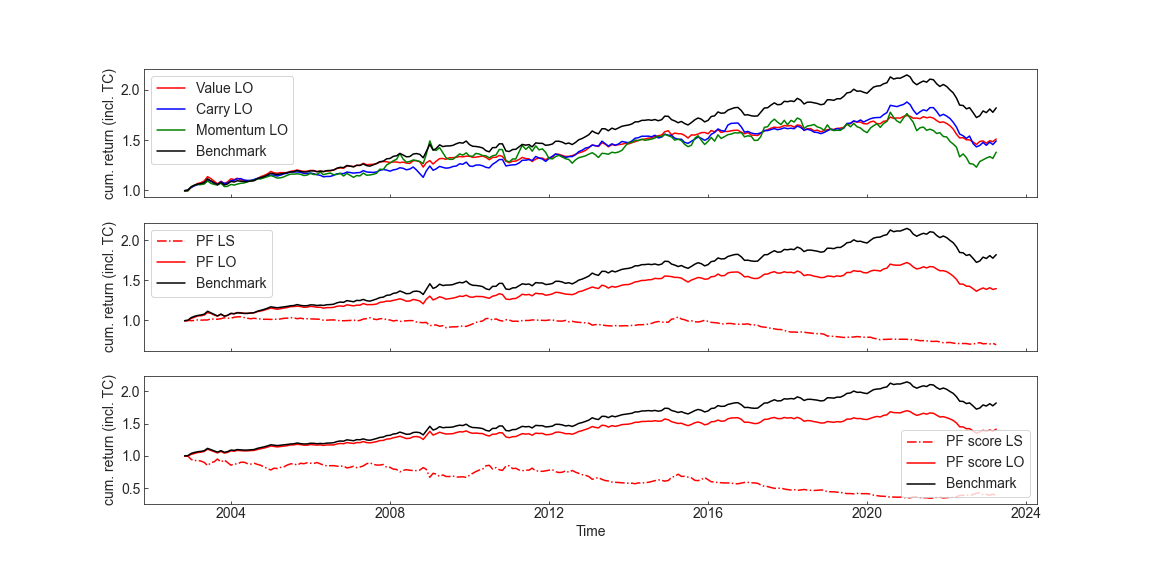 cum. return (incl. TC)
2.0
1.5
1.0
Value LO
Carry LO
Momentum LO
Benchmark
cum. return (incl. TC)
2.0
1.5
1.0
PF LS
PF LO
Benchmark
cum. return (incl. TC)
2.0
1.5
1.0
0.5
PF score LS
PF score LO
Benchmark
2004 2008 2012 2016 2020 2024
Time